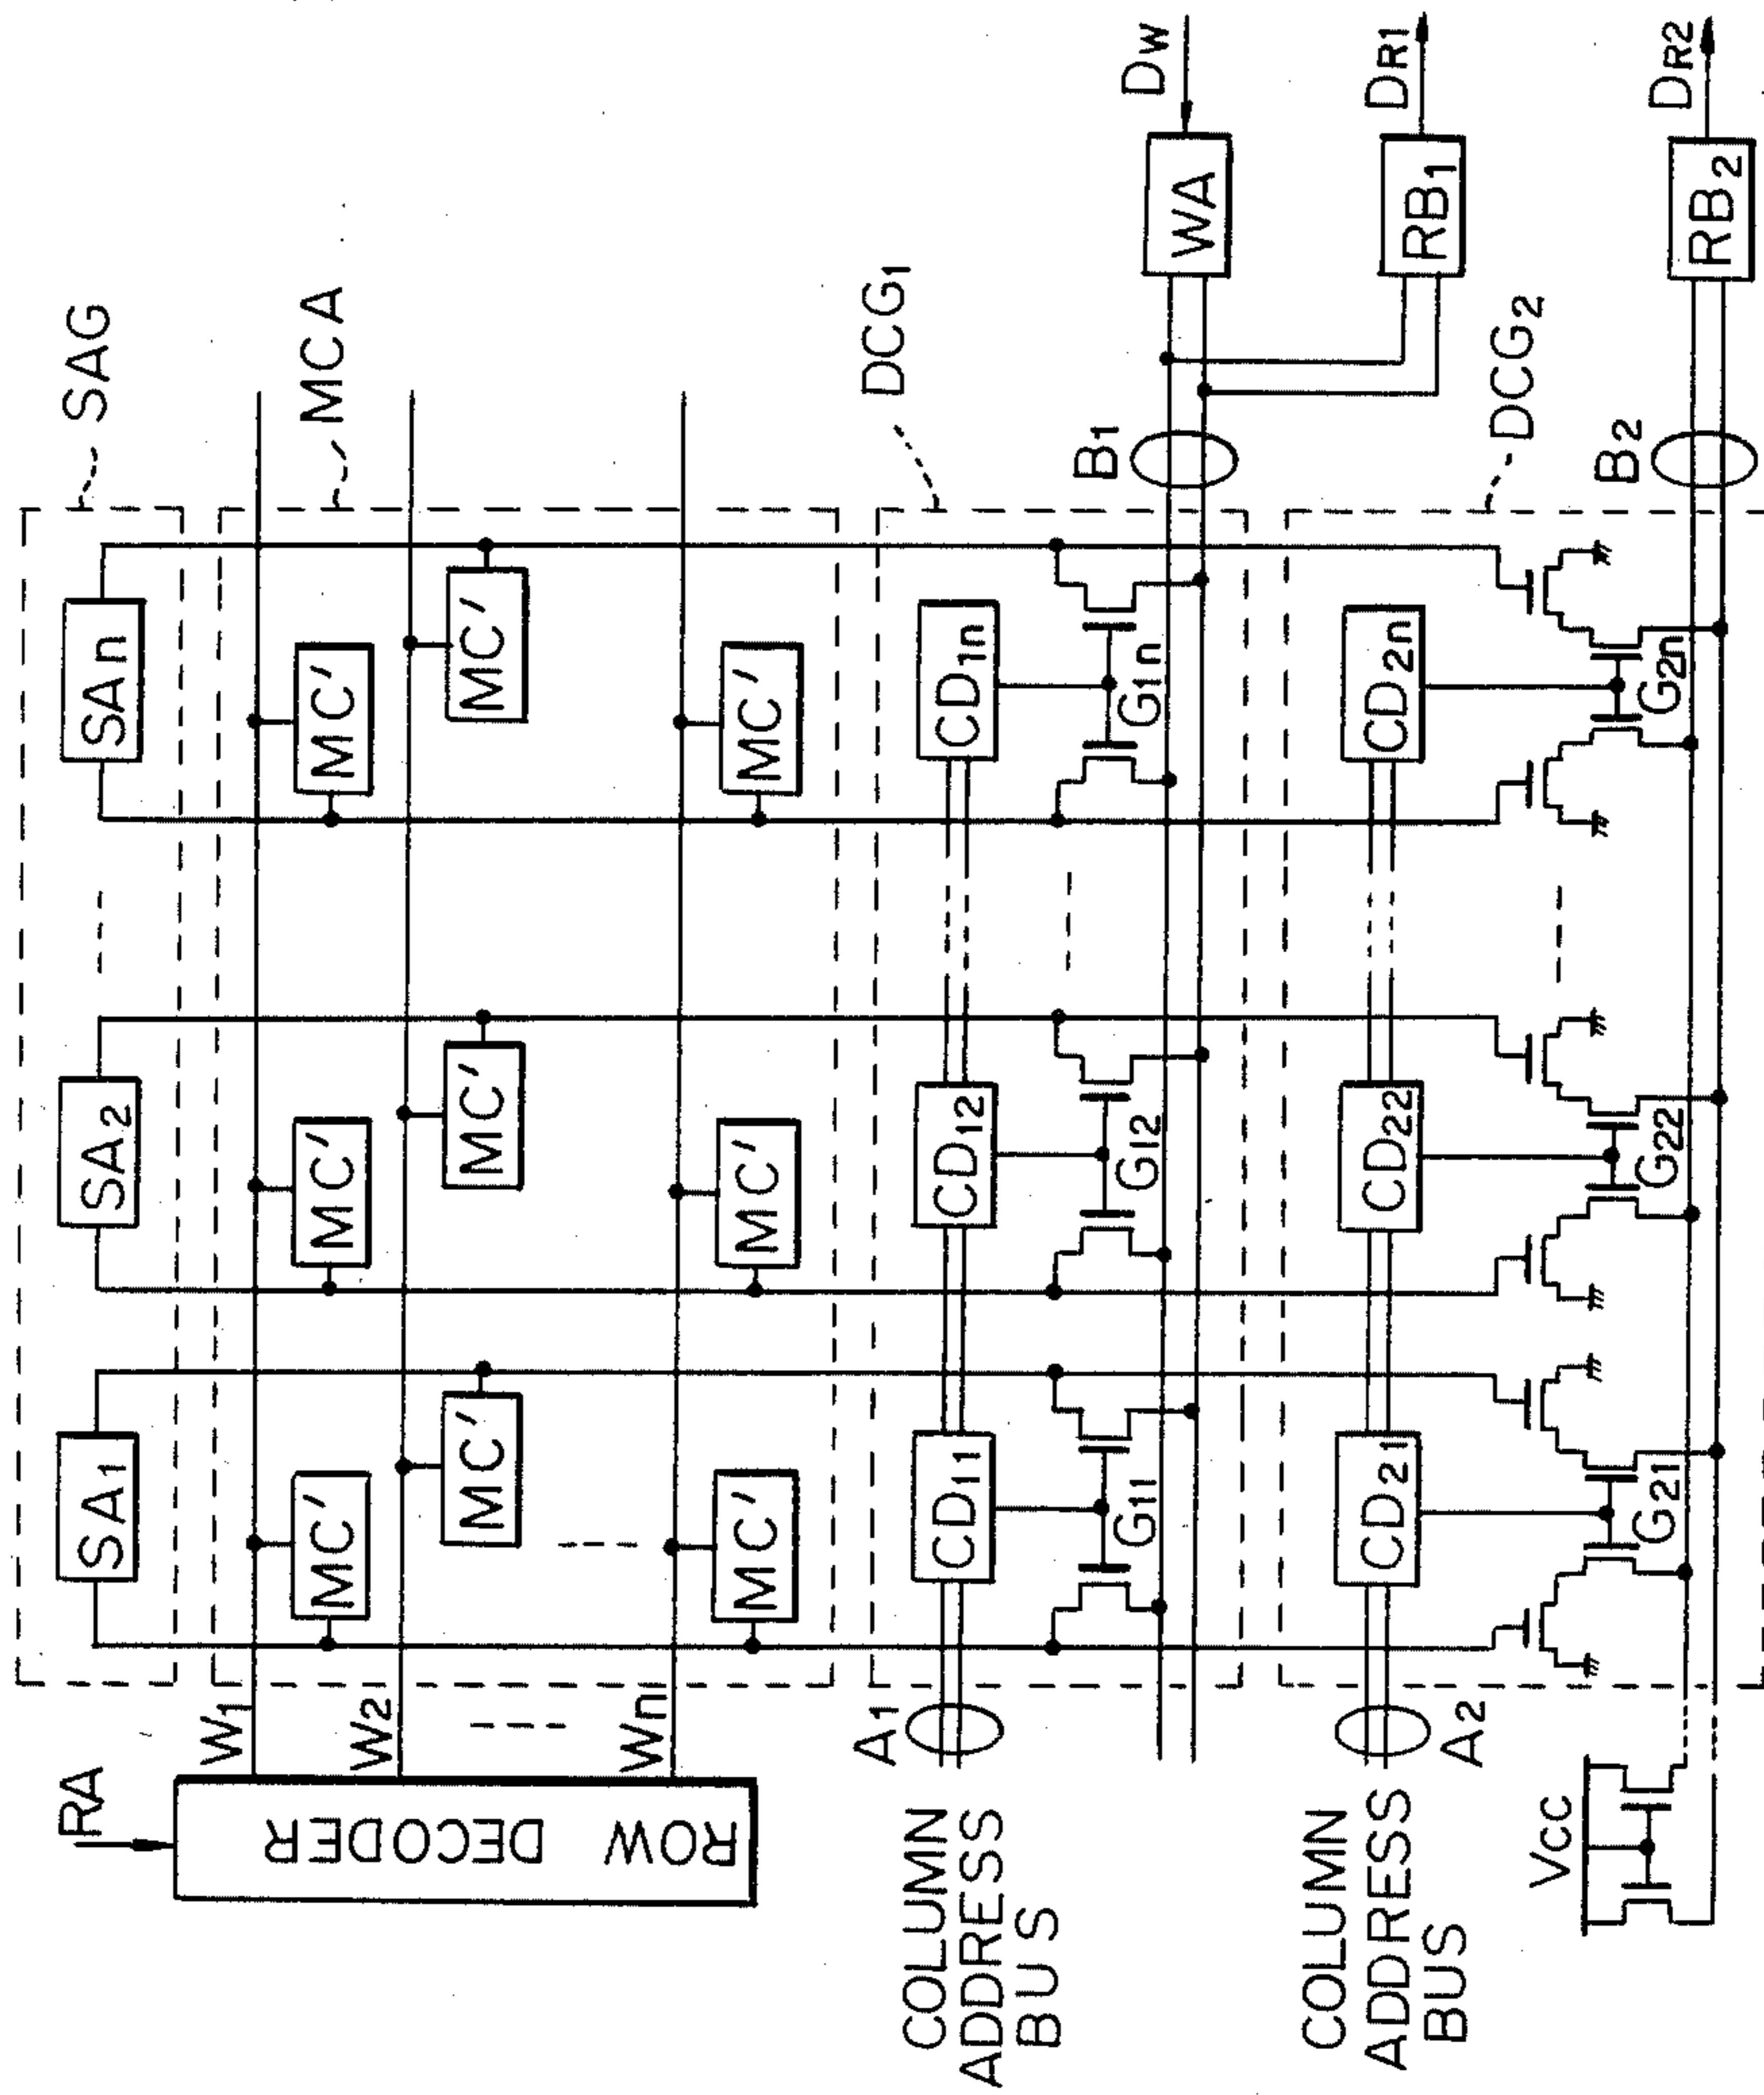 RA
ROW DECODER
W1
W2
Wn
SA1
SA2
SAn
SAG
MC'
MC'
MC'
MC'
MC'
MC'
MC'
MC'
MC'
MCA
COLUMN
ADDRESS
BUS
A1
CD11
CD12
CD1n
G11
G12
G1n
DCG1
B1
WA
DW
RB1
DR1
COLUMN
ADDRESS
BUS
A2
CD21
CD22
CD2n
G21
G22
G2n
DCG2
VCC
B2
RB2
DR2